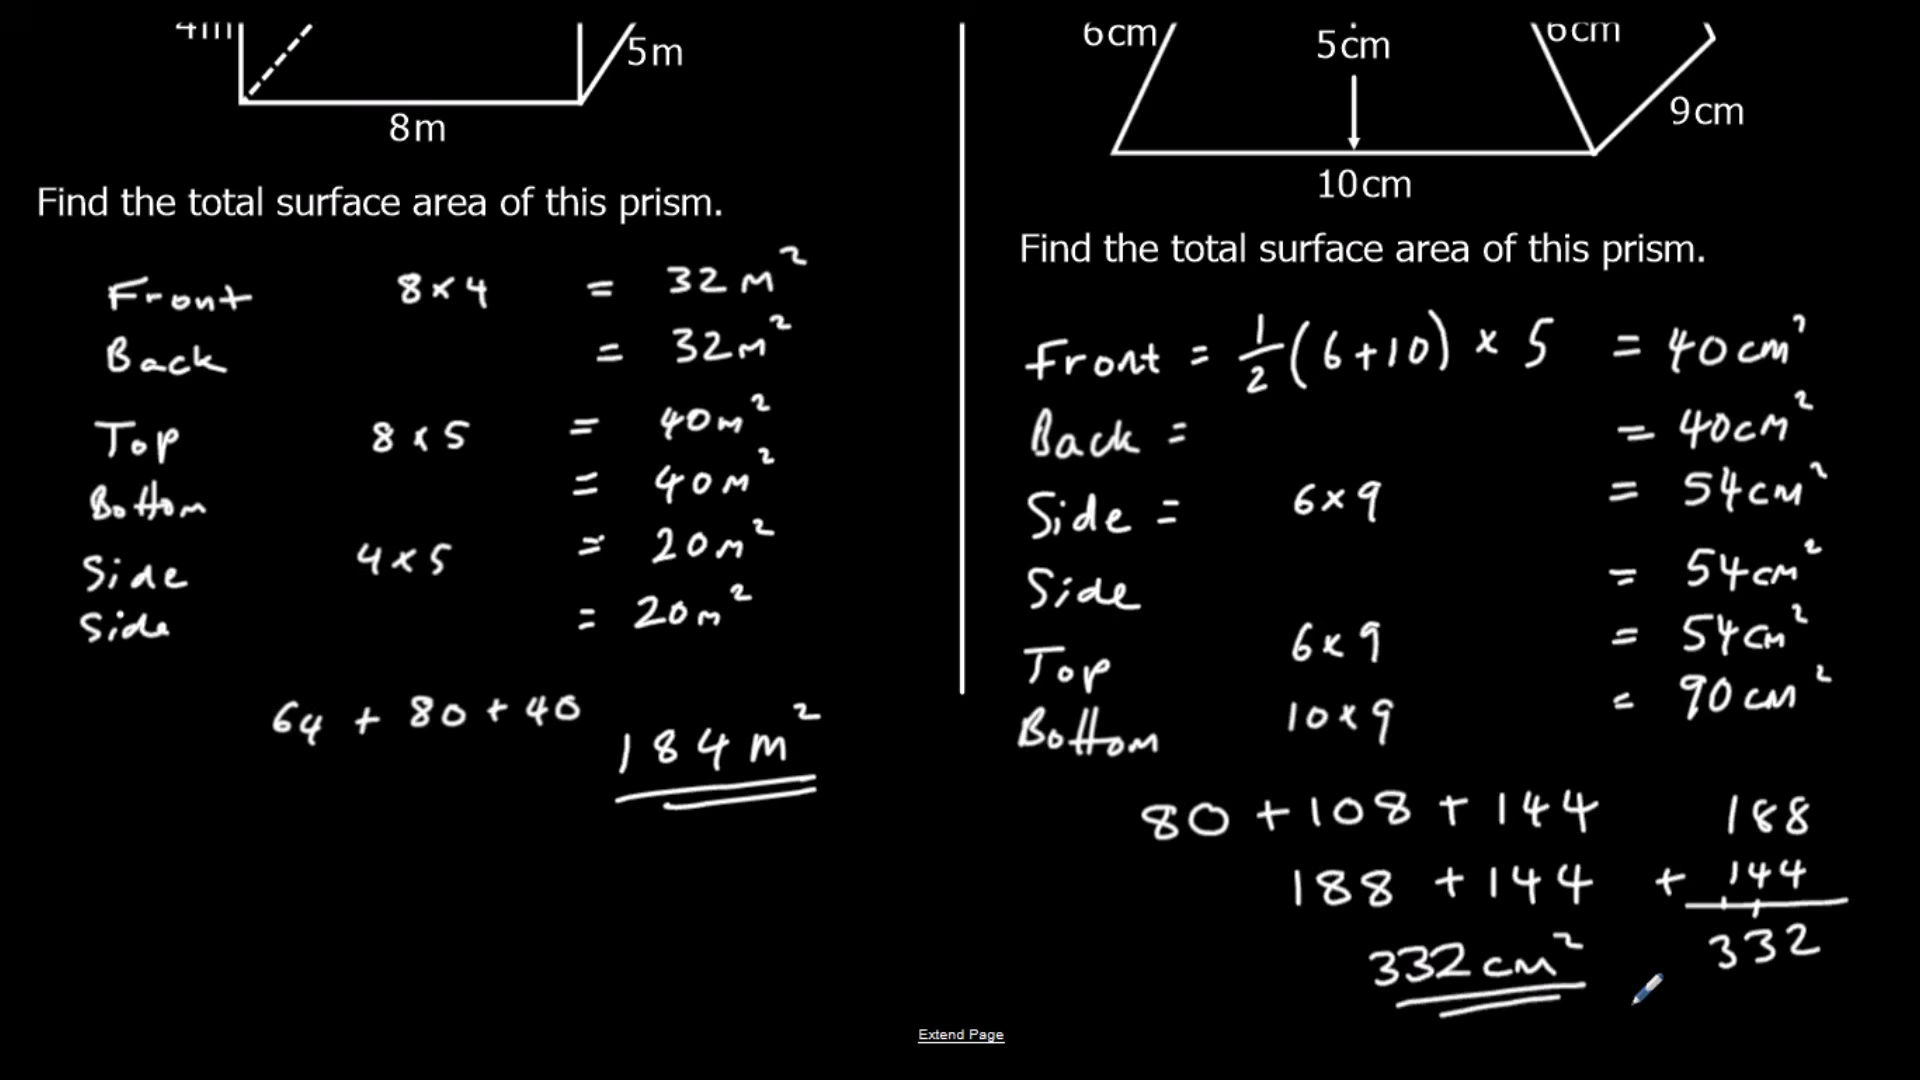 4m
5m
8m
Find the total surface area of this prism.
Front 8×4 = 32m²
Back = 32m²
Top 8×5 = 40m²
Bottom = 40m²
Side 4×5 = 20m²
Side = 20m²
64 + 80 + 40
184m²
6cm
5cm
6cm
9cm
10cm
Find the total surface area of this prism.
Front = 1/2(6+10) × 5 = 40cm²
Back = = 40cm²
Side = 6×9 = 54cm²
Side = 54cm²
Top 6×9 = 54cm²
Bottom 10×9 = 90cm²
80 + 108 + 144
188 + 144
332cm²
188
+ 144
11
332
Extend Page